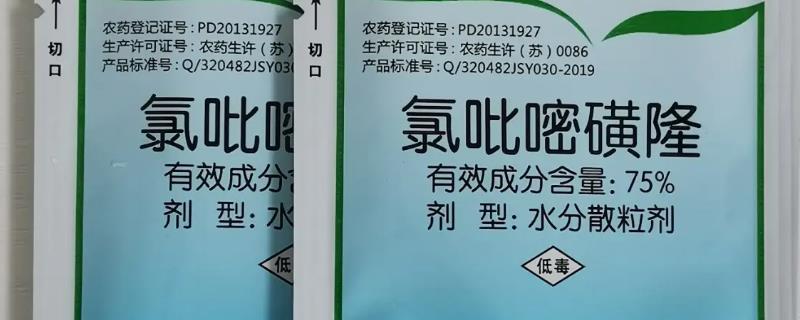 切口
农药登记证号:PD20131927
生产许可证号:农药生许(苏)
产品标准号:Q/320482JSY030
氯吡嘧
有效成分含
剂 型:水
低毒
切口
农药登记证号:PD20131927
生产许可证号:农药生许(苏)0086
产品标准号:Q/320482JSY030-2019
氯吡嘧磺隆
有效成分含量:75%
剂 型:水分散粒剂
低毒